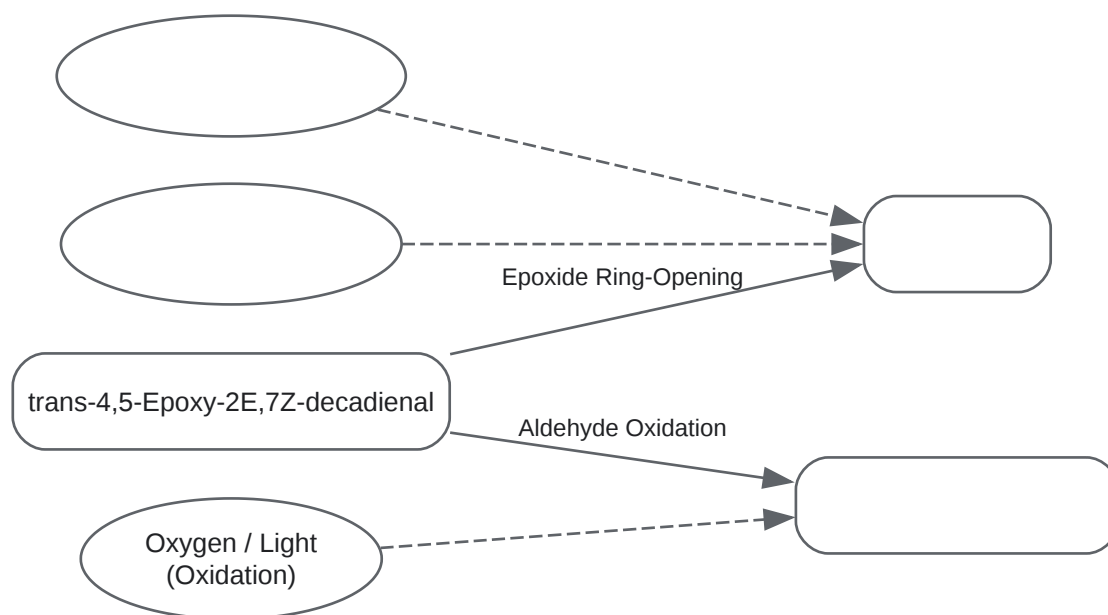 Epoxide Ring-Opening
trans-4,5-Epoxy-2E,7Z-decadienal
Aldehyde Oxidation
Oxygen / Light
(Oxidation)